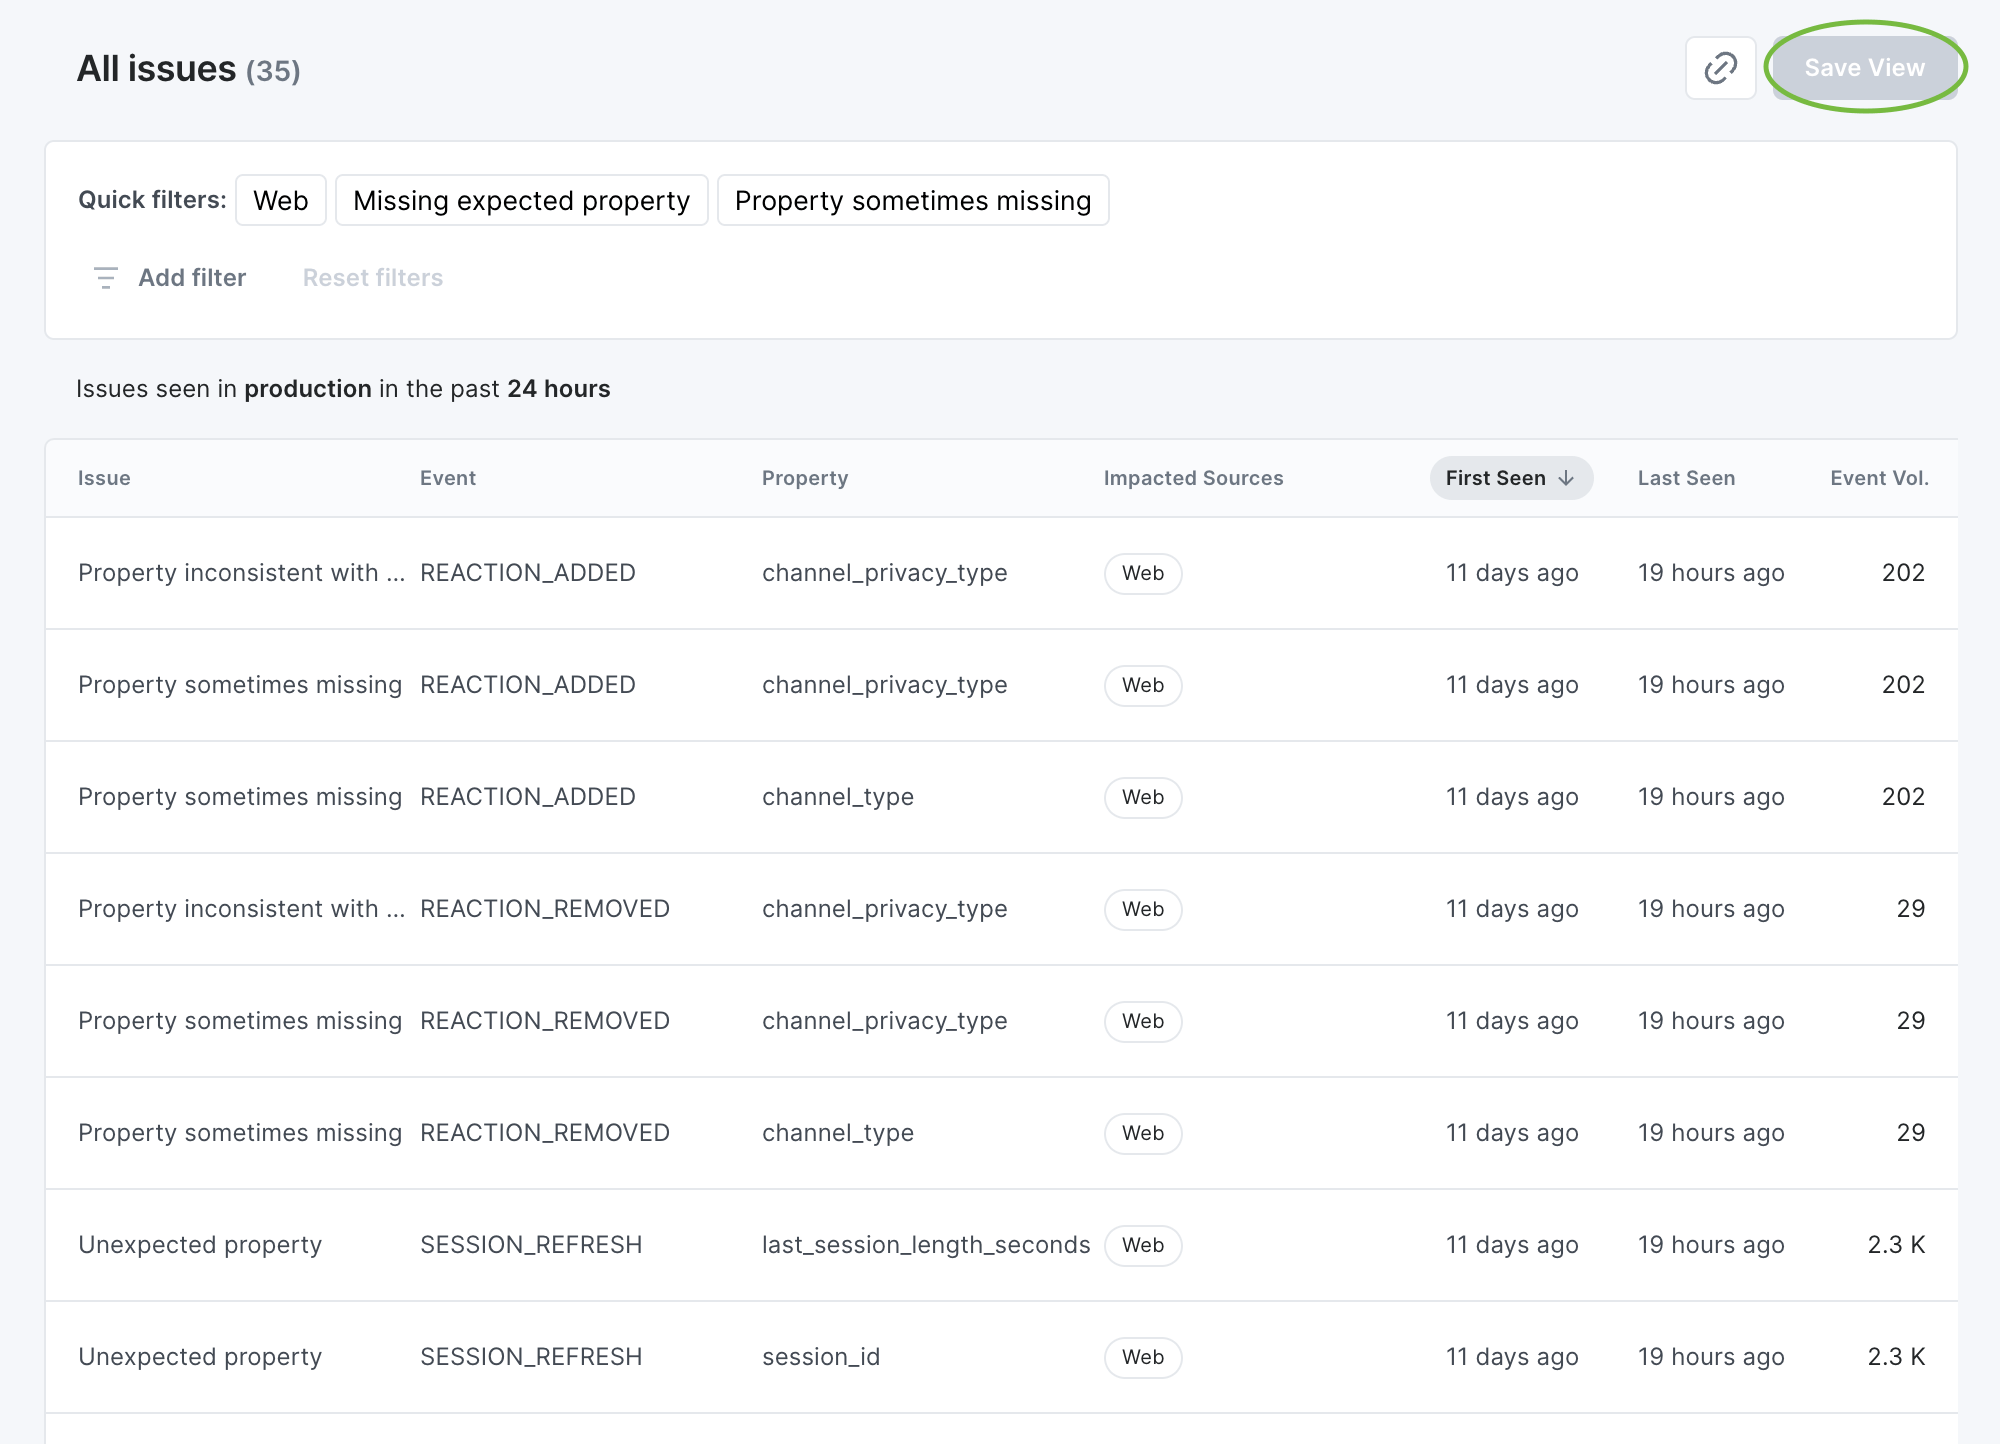 All issues (35)
Save View
Quick filters: Web Missing expected property Property sometimes missing
Add filter Reset filters
Issues seen in production in the past 24 hours
Issue Event Property Impacted Sources First Seen ↓ Last Seen Event Vol.
Property inconsistent with ... REACTION_ADDED channel_privacy_type Web 11 days ago 19 hours ago 202
Property sometimes missing REACTION_ADDED channel_privacy_type Web 11 days ago 19 hours ago 202
Property sometimes missing REACTION_ADDED channel_type Web 11 days ago 19 hours ago 202
Property inconsistent with ... REACTION_REMOVED channel_privacy_type Web 11 days ago 19 hours ago 29
Property sometimes missing REACTION_REMOVED channel_privacy_type Web 11 days ago 19 hours ago 29
Property sometimes missing REACTION_REMOVED channel_type Web 11 days ago 19 hours ago 29
Unexpected property SESSION_REFRESH last_session_length_seconds Web 11 days ago 19 hours ago 2.3 K
Unexpected property SESSION_REFRESH session_id Web 11 days ago 19 hours ago 2.3 K